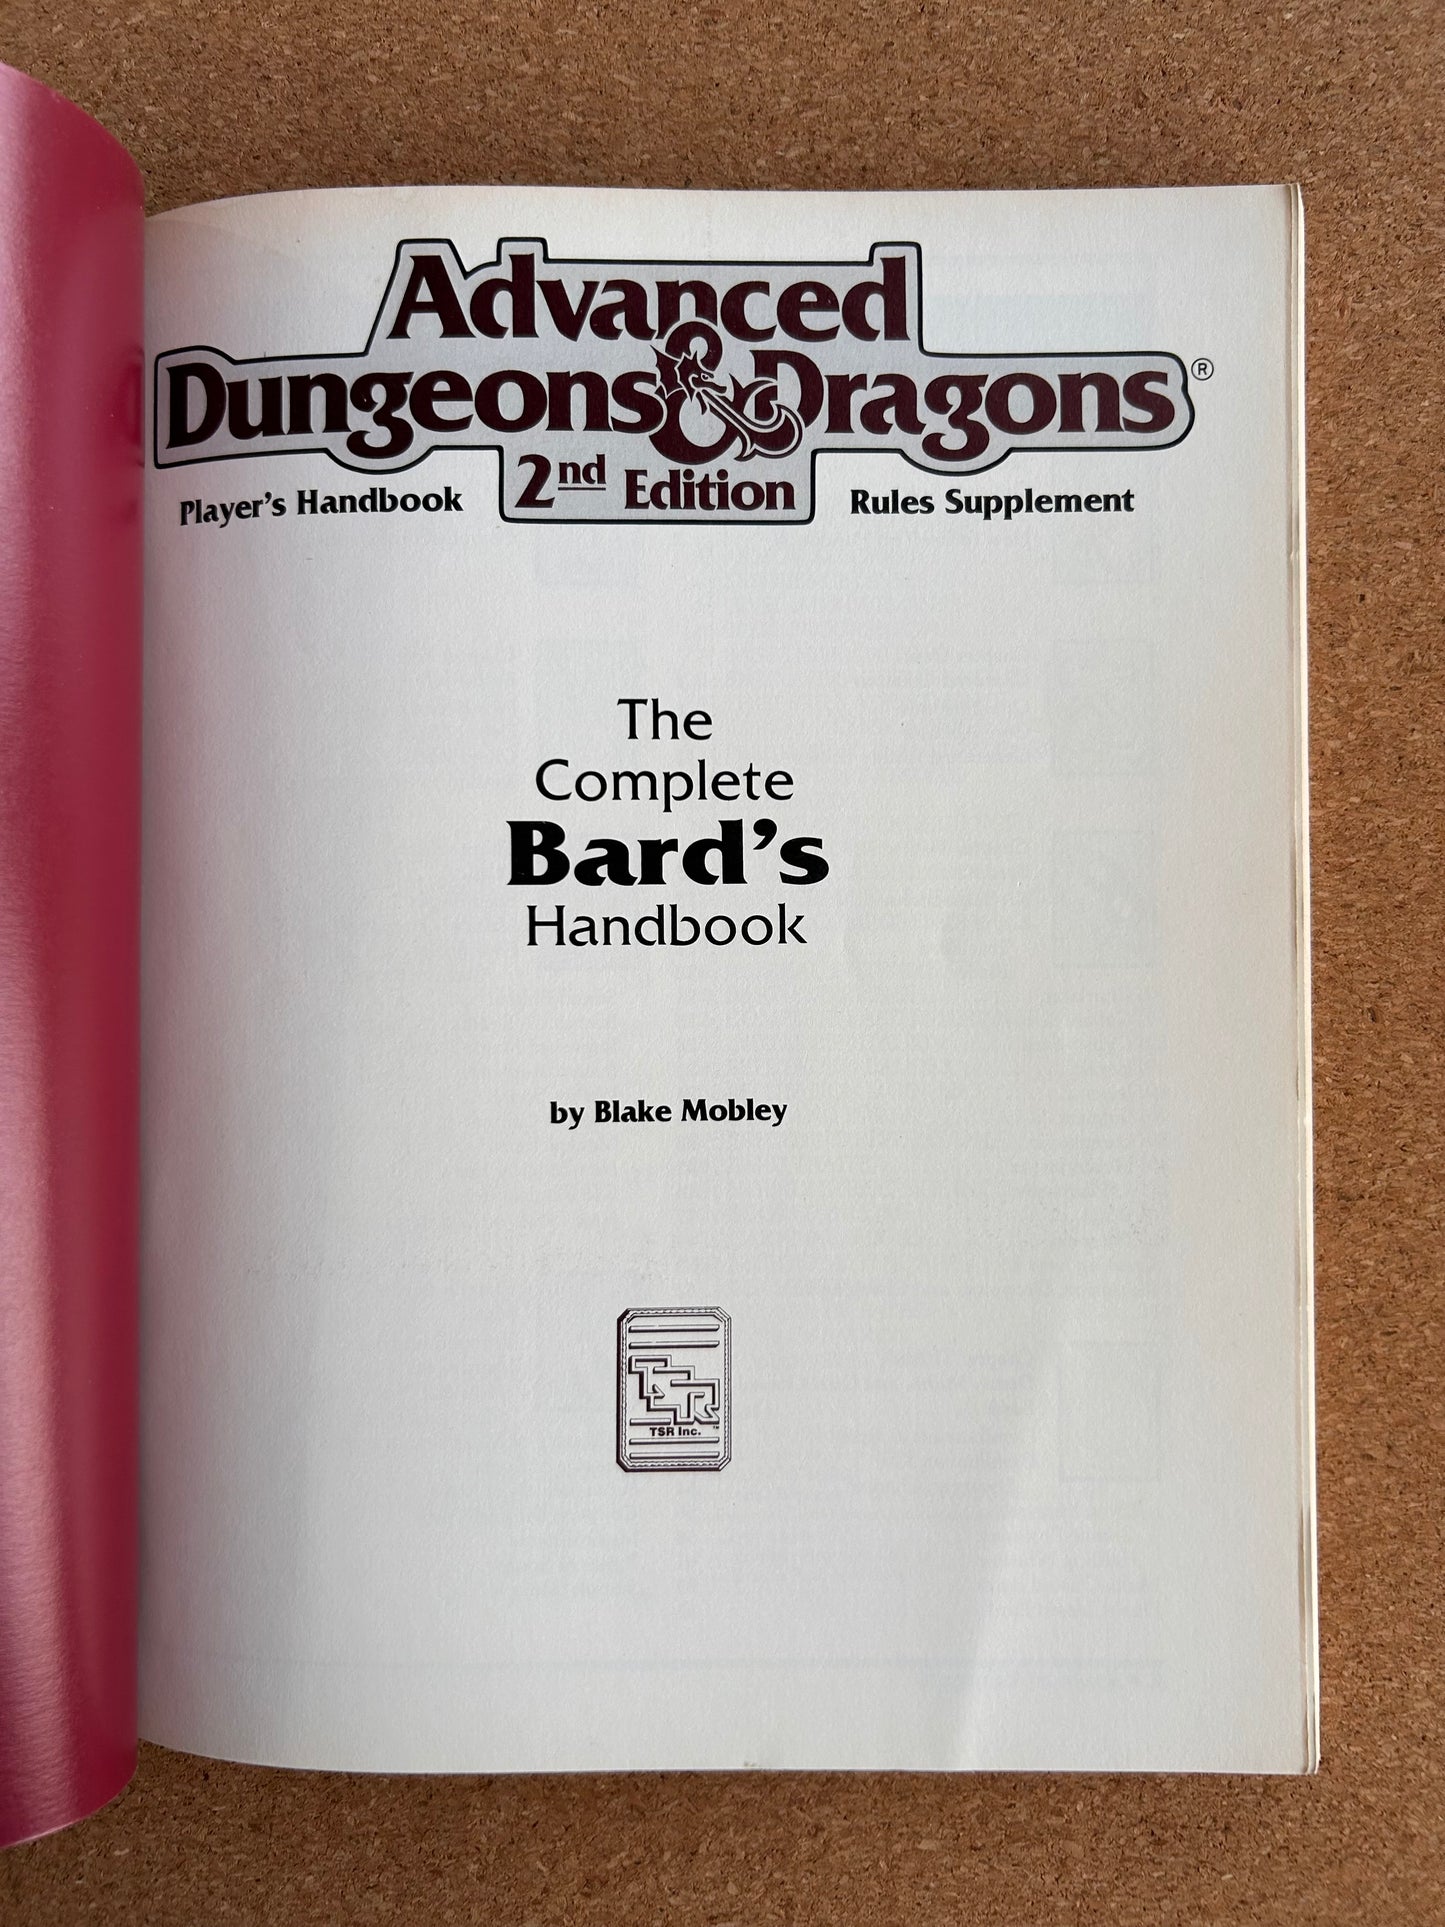 Advanced
Dungeons & Dragons®
2nd Edition
Player's Handbook
Rules Supplement
The
Complete
Bard's
Handbook
by Blake Mobley
TSR
TSR Inc.™